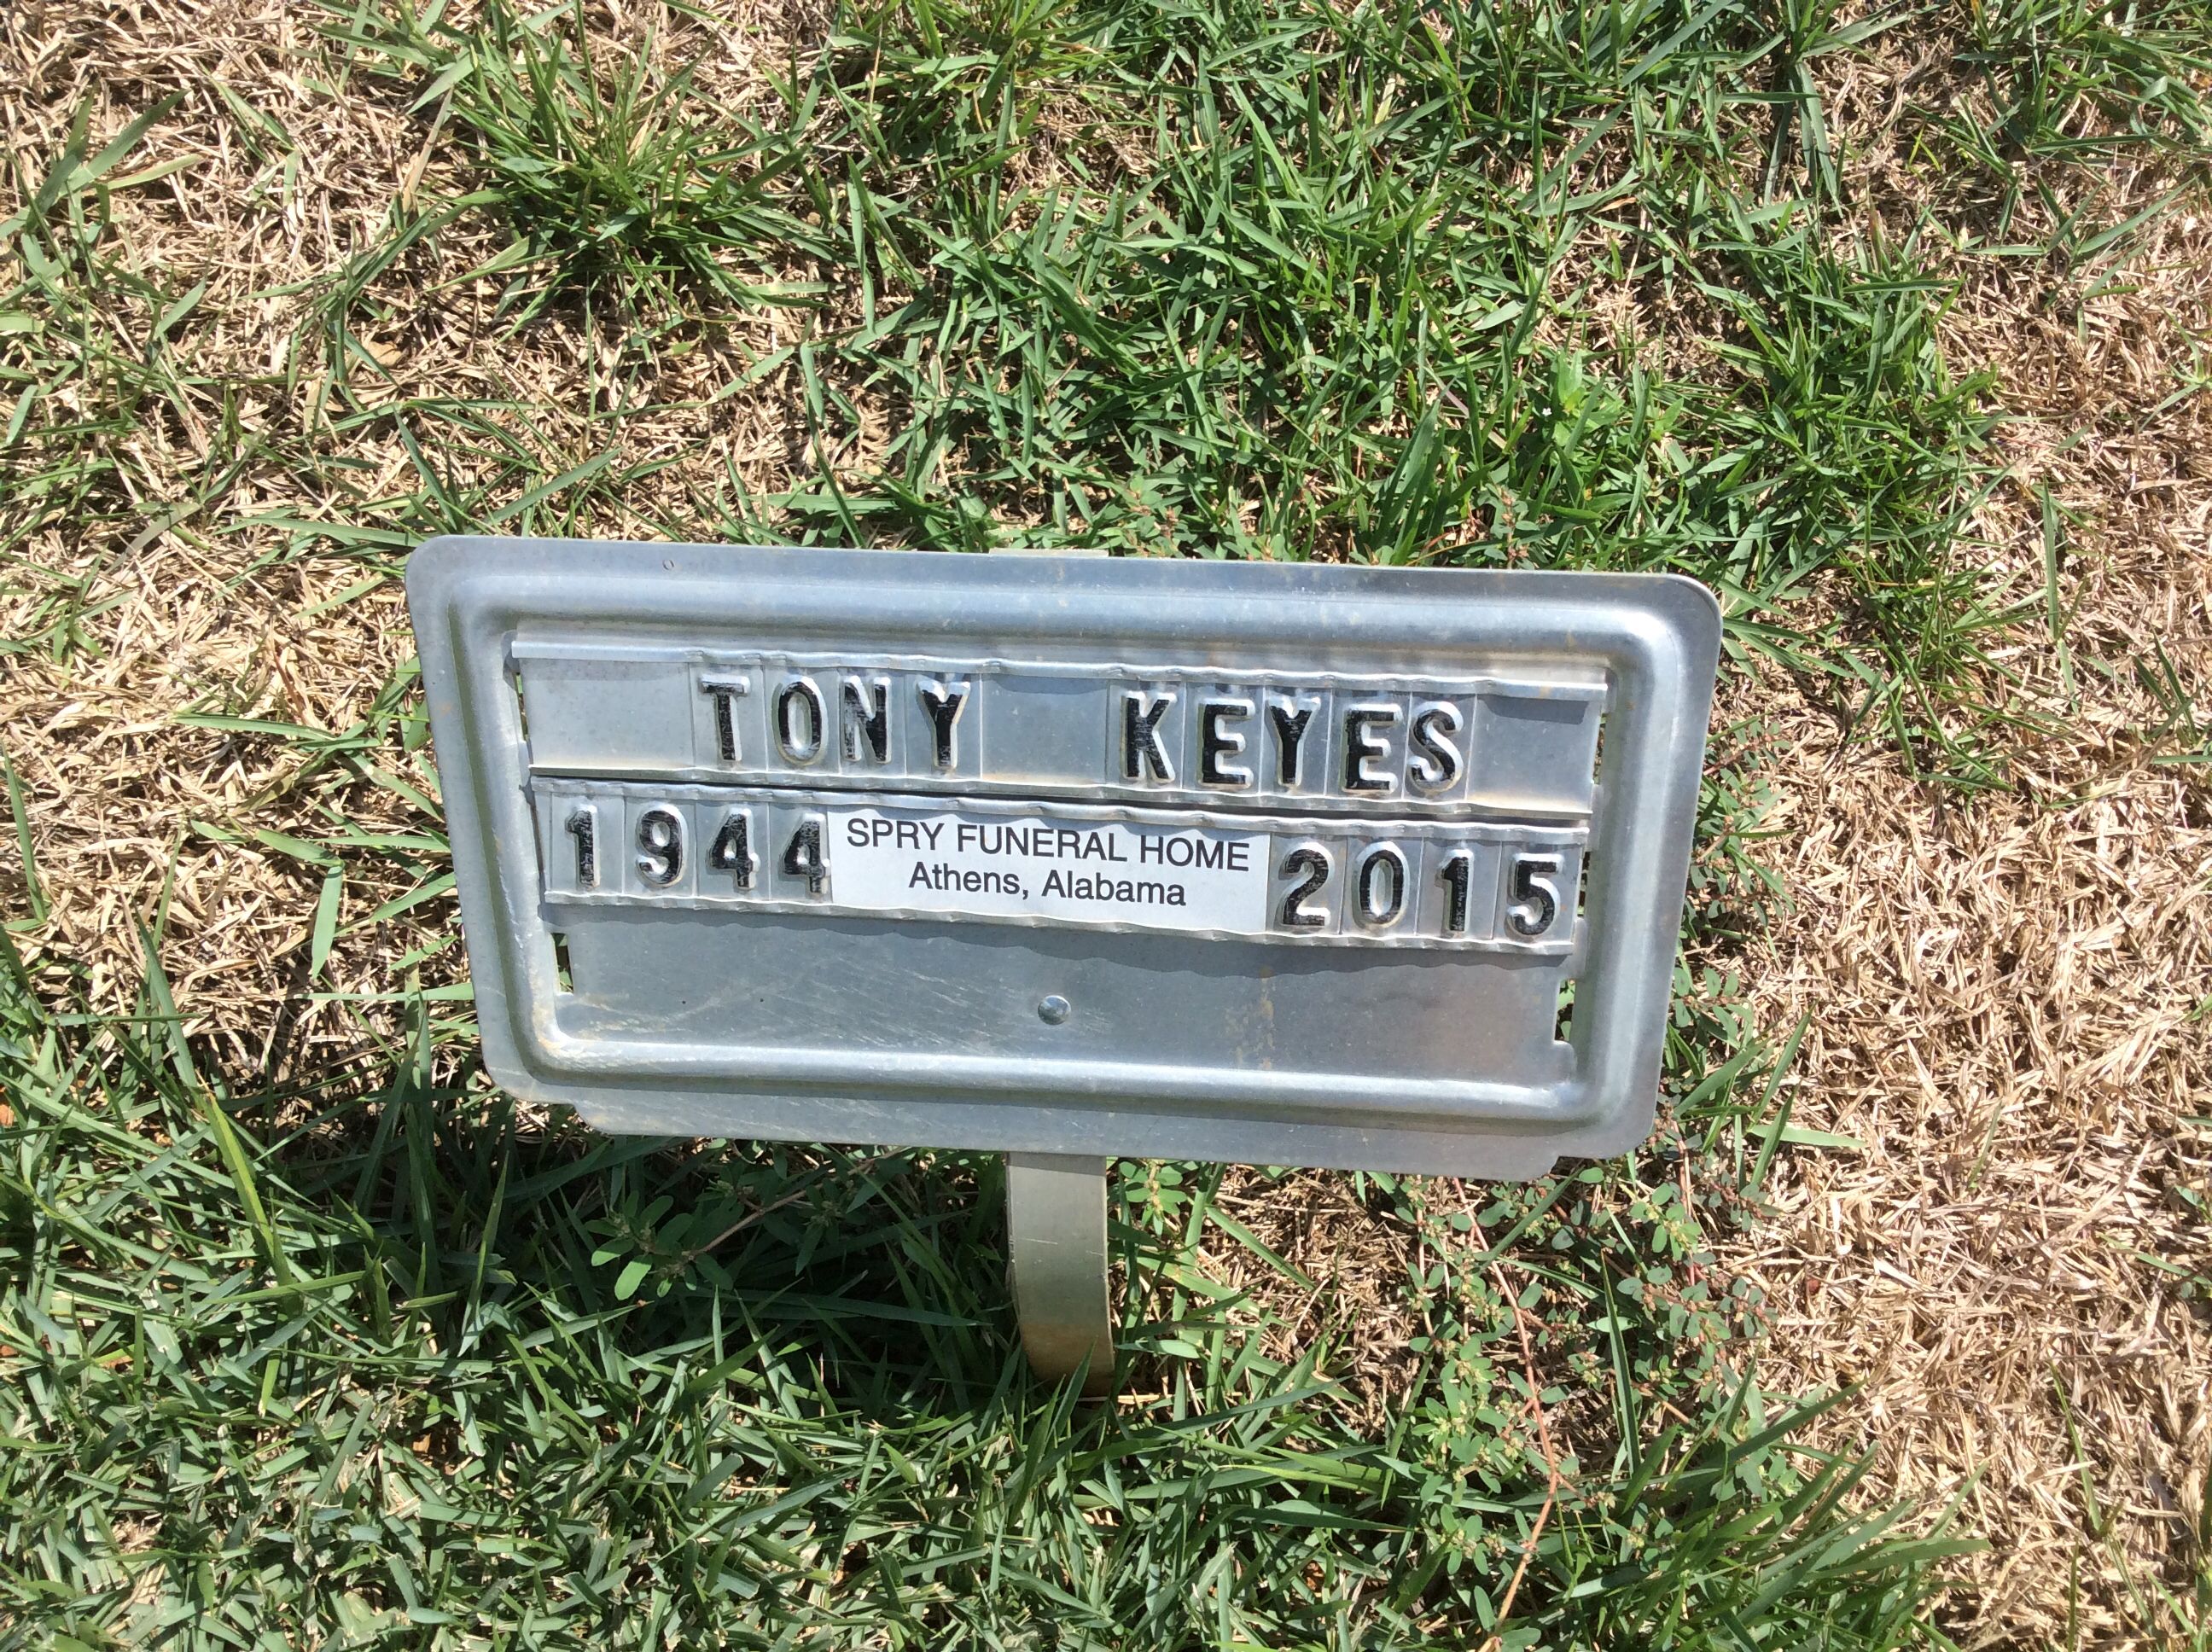 TONY KEYES
1944 SPRY FUNERAL HOME 2015
Athens, Alabama